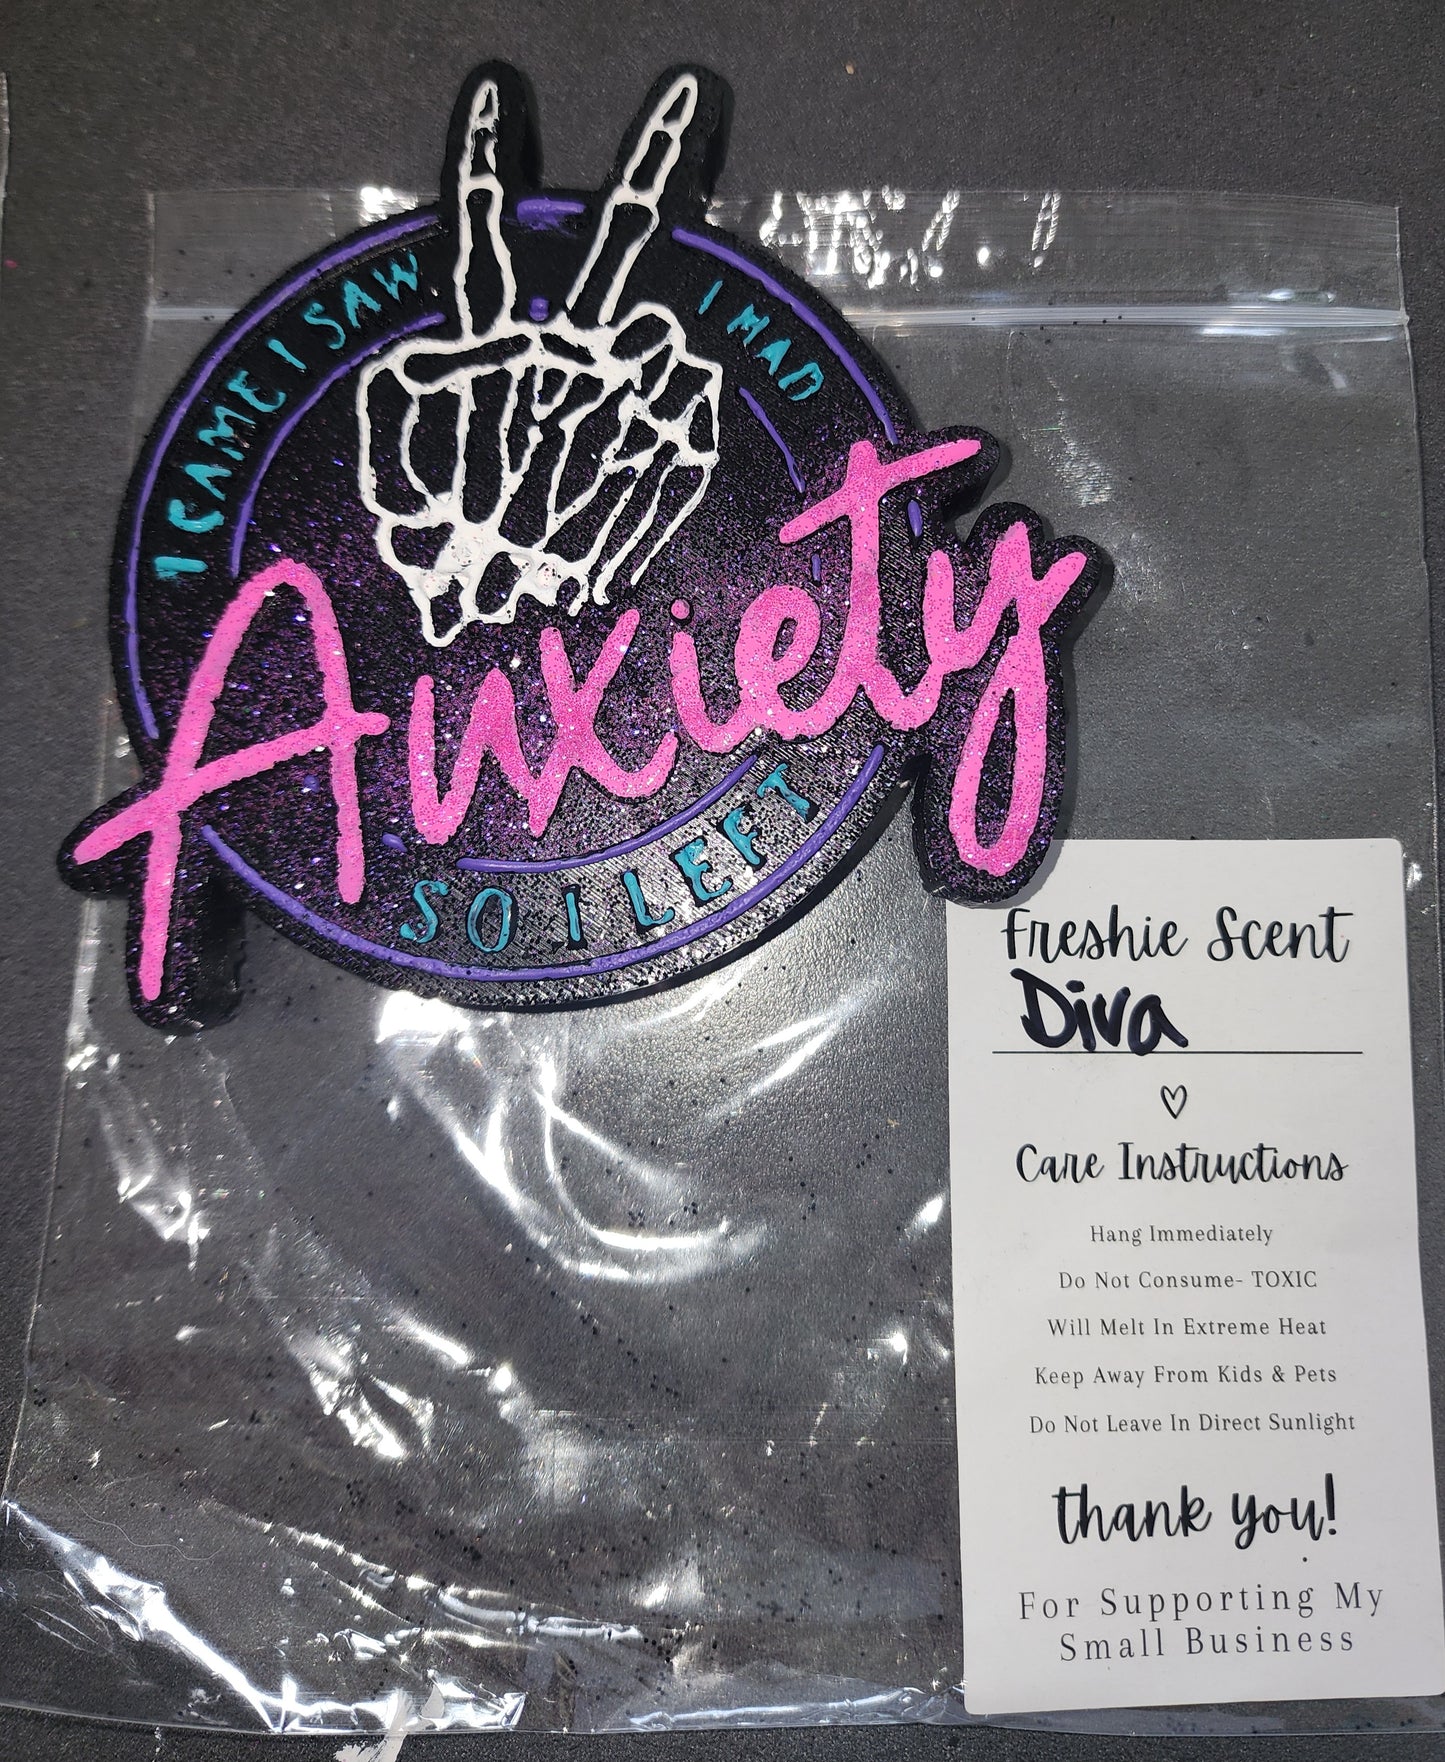 I CAME I SAW
I HAD
Anxiety
SO I LEFT
Freshie Scent
Diva
Care Instructions
Hang Immediately
Do Not Consume- TOXIC
Will Melt In Extreme Heat
Keep Away From Kids & Pets
Do Not Leave In Direct Sunlight
thank you!
For Supporting My
Small Business